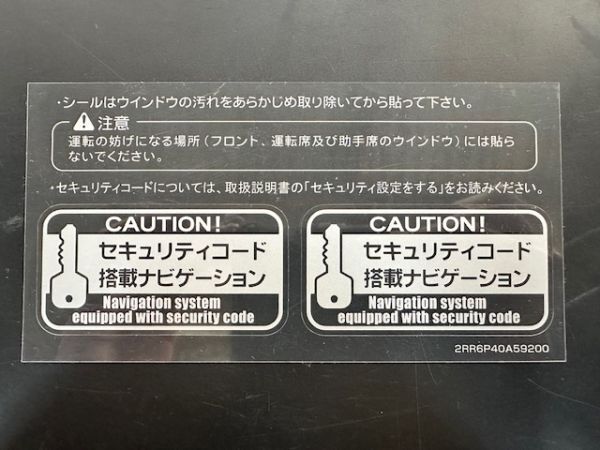 ・シールはウインドウの汚れをあらかじめ取り除いてから貼って下さい。
注意
運転の妨げになる場所（フロント、運転席及び助手席のウインドウ）には貼ら
ないでください。
・セキュリティコードについては、取扱説明書の「セキュリティ設定をする」をお読みください。
CAUTION!
セキュリティコード
搭載ナビゲーション
Navigation system
equipped with security code
CAUTION!
セキュリティコード
搭載ナビゲーション
Navigation system
equipped with security code
2RR6P40A59200